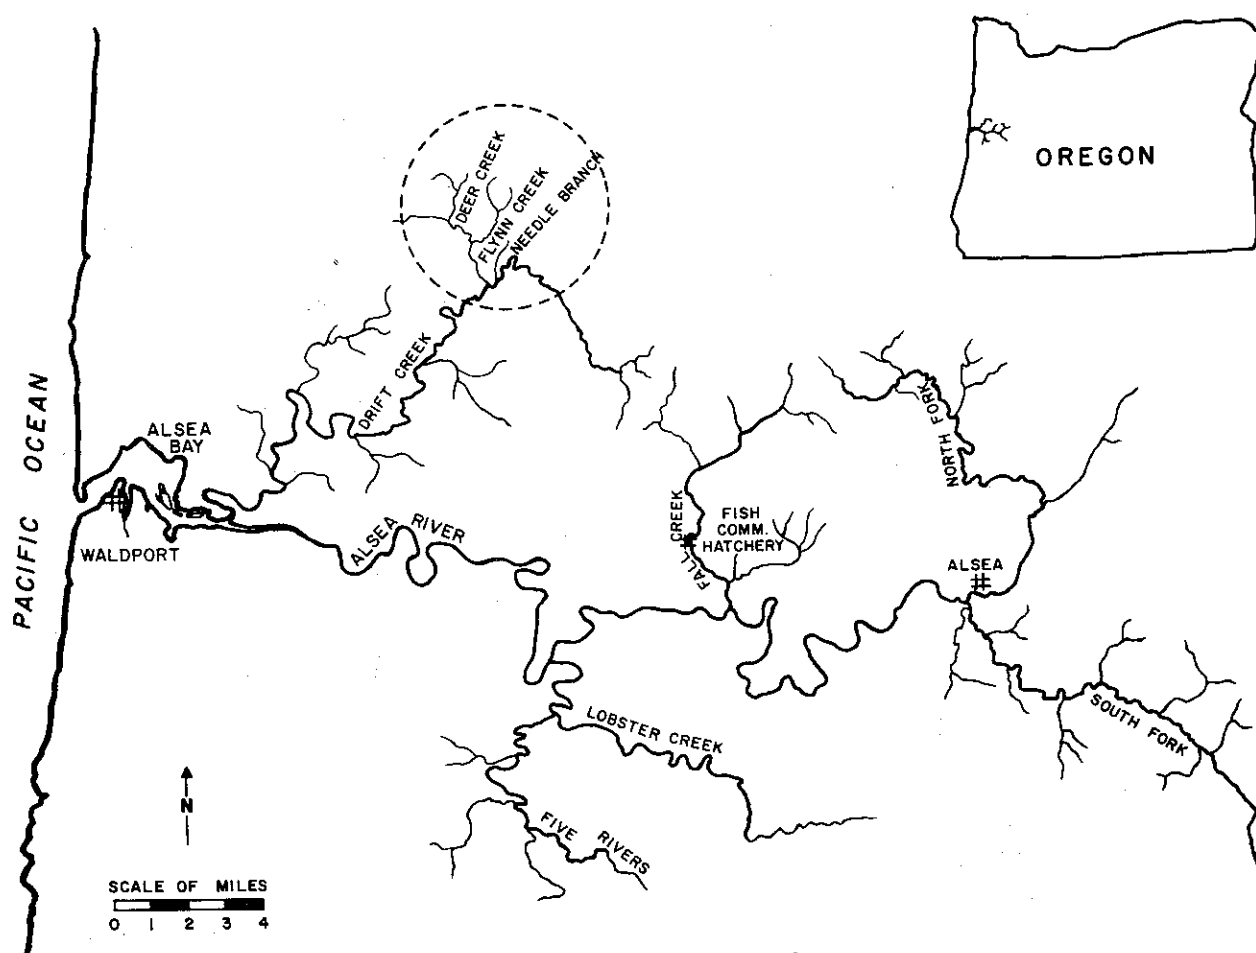 OREGON
DEER CREEK
FLYNN CREEK
NEEDLE BRANCH
DRIFT CREEK
PACIFIC OCEAN
ALSEA
BAY
WALDPORT
ALSEA RIVER
FALL CREEK
FISH
COMM.
HATCHERY
NORTH FORK
ALSEA
SOUTH FORK
LOBSTER CREEK
FIVE RIVERS
N
SCALE OF MILES
0 1 2 3 4